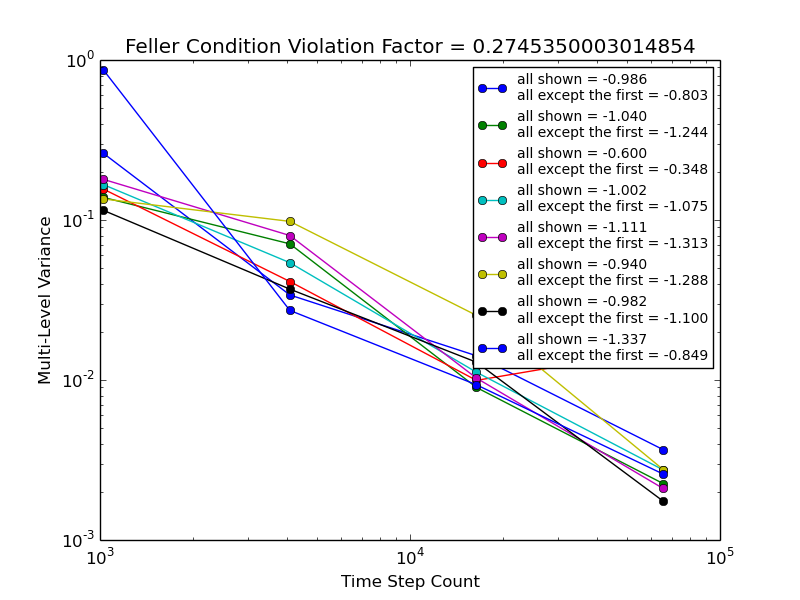 Feller Condition Violation Factor = 0.2745350003014854
10^0
10^-1
10^-2
10^-3
Multi-Level Variance
all shown = -0.986
all except the first = -0.803
all shown = -1.040
all except the first = -1.244
all shown = -0.600
all except the first = -0.348
all shown = -1.002
all except the first = -1.075
all shown = -1.111
all except the first = -1.313
all shown = -0.940
all except the first = -1.288
all shown = -0.982
all except the first = -1.100
all shown = -1.337
all except the first = -0.849
10^3
10^4
10^5
Time Step Count